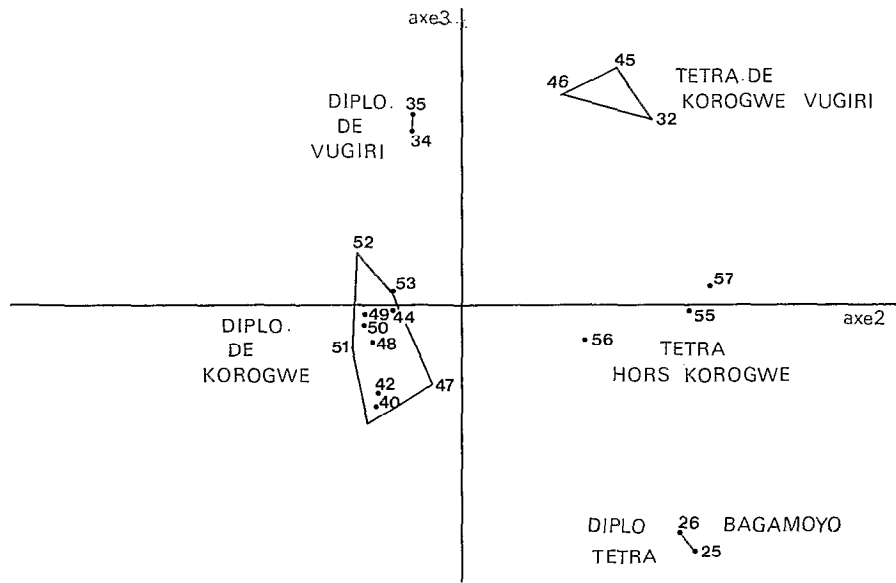 axe3
45
46
TETRA. DE
KOROGWE VUGIRI
32
DIPLO.
DE
VUGIRI
35
34
52
53
57
49
44
55
axe2
50
DIPLO.
DE
KOROGWE
51
48
56
TETRA
HORS KOROGWE
47
42
40
DIPLO
26
BAGAMOYO
TETRA
25